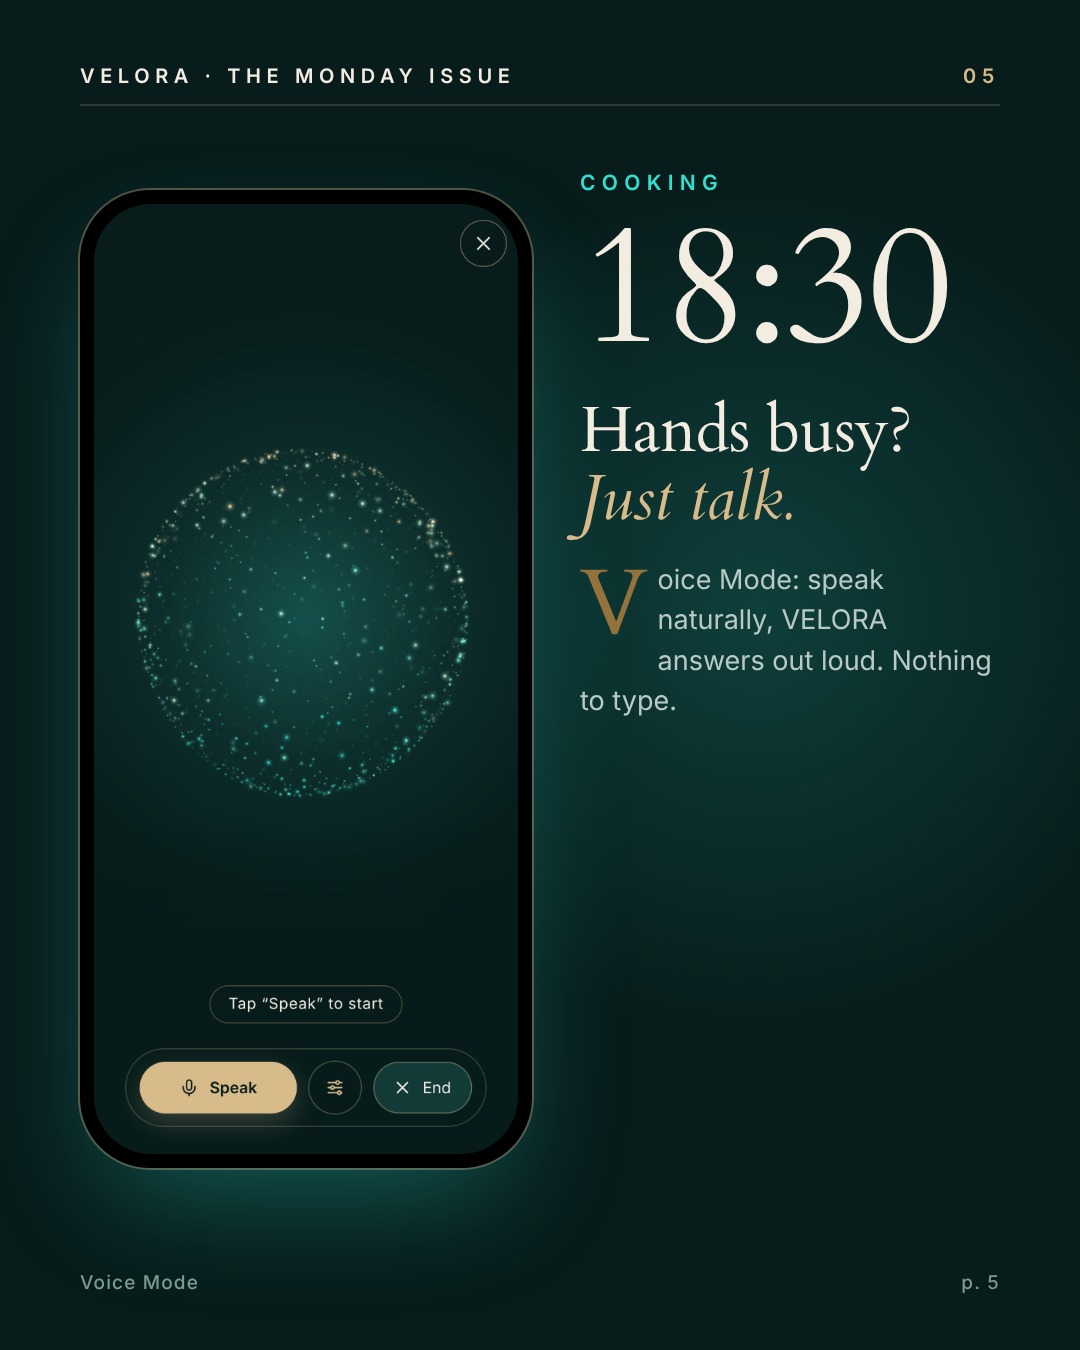 VELORA · THE MONDAY ISSUE
05
COOKING
18:30
Hands busy?
Just talk.
Voice Mode: speak
naturally, VELORA
answers out loud. Nothing
to type.
Tap “Speak” to start
Speak
End
Voice Mode
p. 5